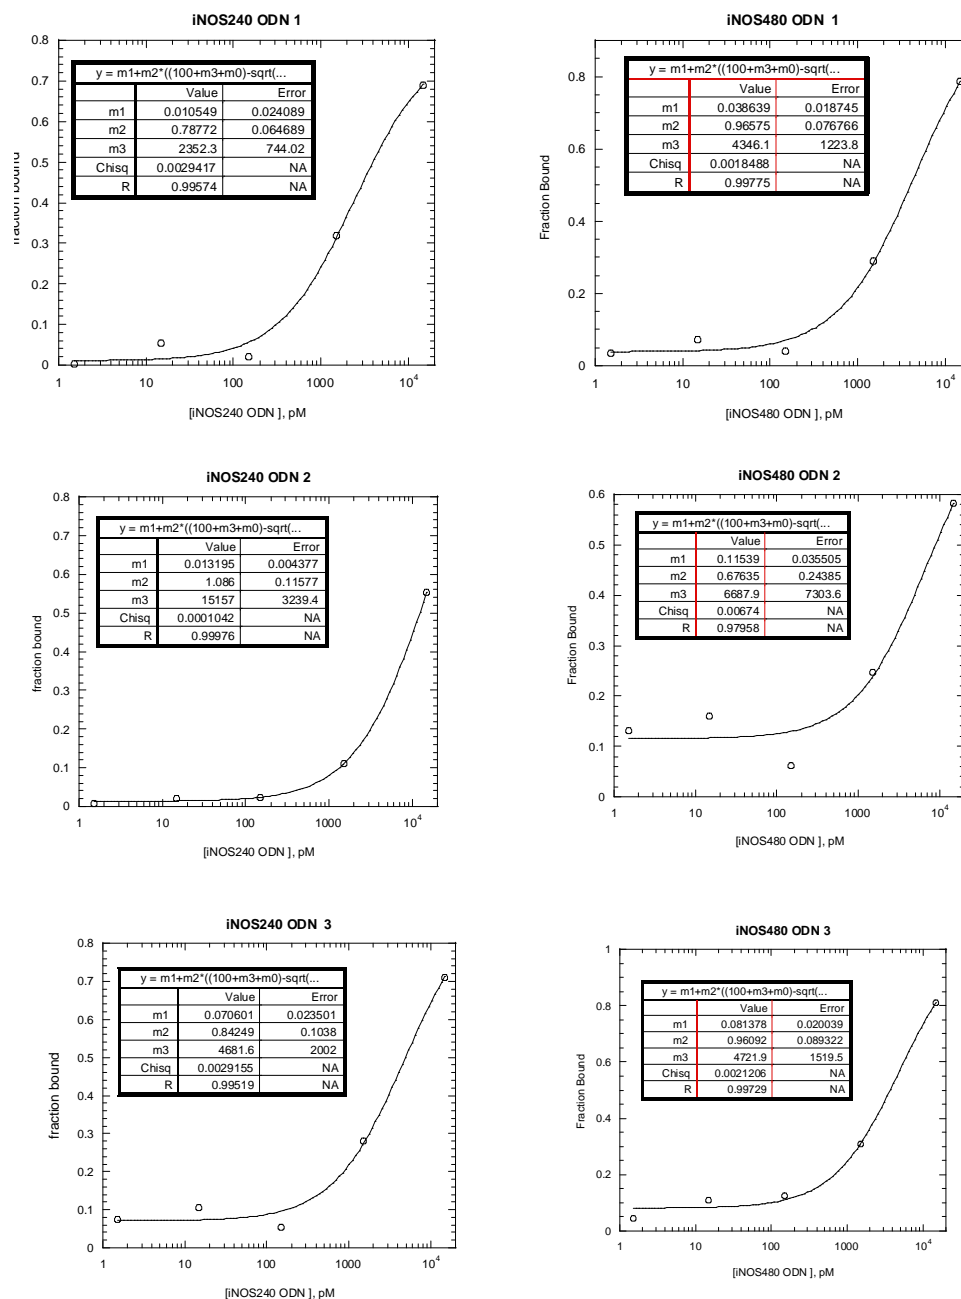 iNOS240 ODN 1
0.8
0.7
0.6
0.5
0.4
0.3
0.2
0.1
0
fraction bound
y = m1+m2*((100+m3+m0)-sqrt(...
Value Error
m1 0.010549 0.024089
m2 0.78772 0.064689
m3 2352.3 744.02
Chisq 0.0029417 NA
R 0.99574 NA
1 10 100 1000 10^4
[iNOS240 ODN ], pM
iNOS480 ODN 1
0.8
0.6
0.4
0.2
0
Fraction Bound
y = m1+m2*((100+m3+m0)-sqrt(...
Value Error
m1 0.038639 0.018745
m2 0.96575 0.076766
m3 4346.1 1223.8
Chisq 0.0018488 NA
R 0.99775 NA
1 10 100 1000 10^4
[iNOS480 ODN ], pM
iNOS240 ODN 2
0.8
0.7
0.6
0.5
0.4
0.3
0.2
0.1
0
fraction bound
y = m1+m2*((100+m3+m0)-sqrt(...
Value Error
m1 0.013195 0.004377
m2 1.086 0.11577
m3 15157 3239.4
Chisq 0.0001042 NA
R 0.99976 NA
1 10 100 1000 10^4
[iNOS240 ODN ], pM
iNOS480 ODN 2
0.6
0.5
0.4
0.3
0.2
0.1
0
Fraction Bound
y = m1+m2*((100+m3+m0)-sqrt(...
Value Error
m1 0.11539 0.035505
m2 0.67635 0.24385
m3 6687.9 7303.6
Chisq 0.00674 NA
R 0.97958 NA
1 10 100 1000 10^4
[iNOS480 ODN ], pM
iNOS240 ODN 3
0.8
0.7
0.6
0.5
0.4
0.3
0.2
0.1
0
fraction bound
y = m1+m2*((100+m3+m0)-sqrt(...
Value Error
m1 0.070601 0.023501
m2 0.84249 0.1038
m3 4681.6 2002
Chisq 0.0029155 NA
R 0.99519 NA
1 10 100 1000 10^4
[iNOS240 ODN ], pM
iNOS480 ODN 3
1
0.8
0.6
0.4
0.2
0
Fraction Bound
y = m1+m2*((100+m3+m0)-sqrt(...
Value Error
m1 0.081378 0.020039
m2 0.96092 0.089322
m3 4721.9 1519.5
Chisq 0.0021206 NA
R 0.99729 NA
1 10 100 1000 10^4
[iNOS480 ODN ], pM